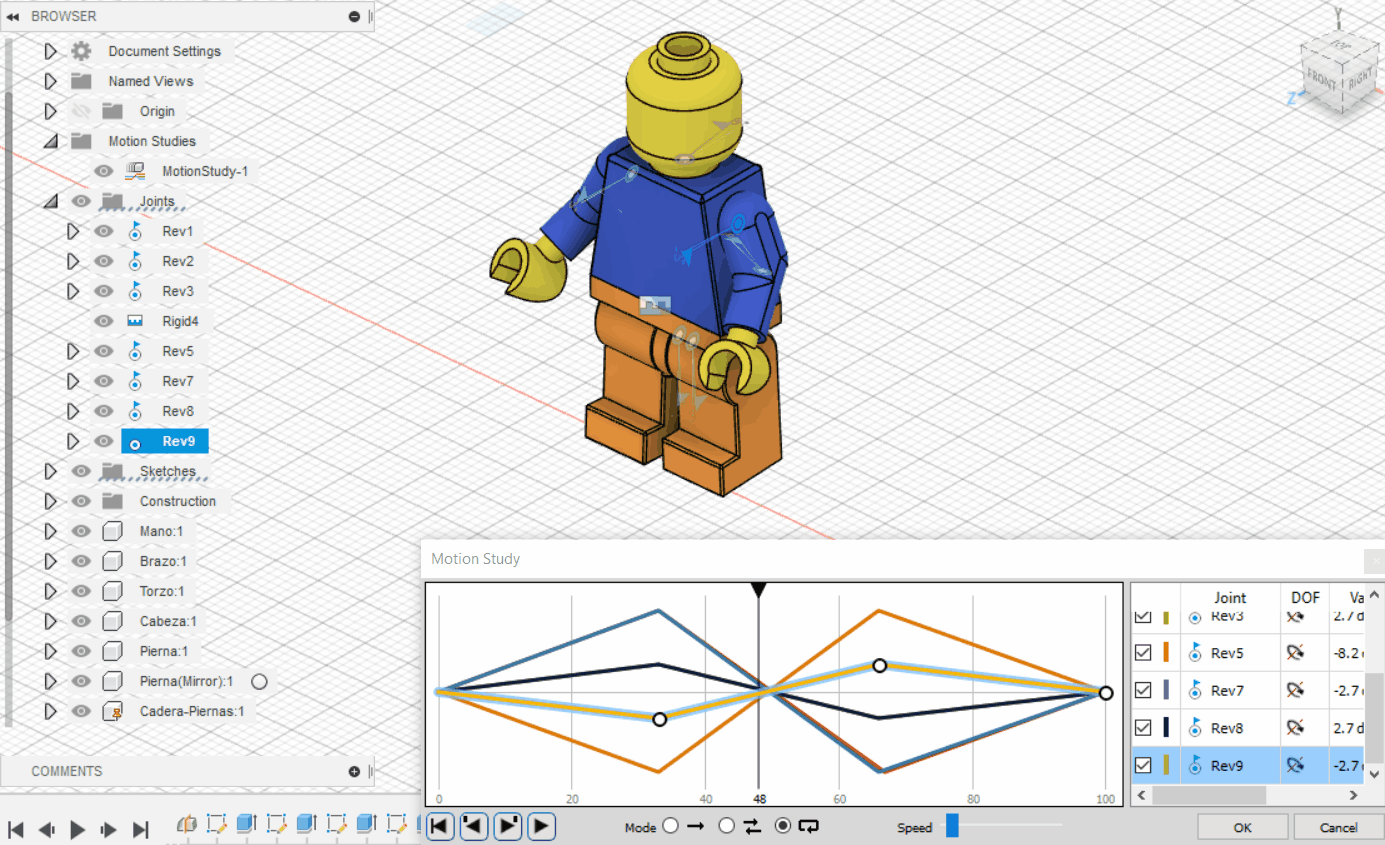 BROWSER
Document Settings
Named Views
Origin
Motion Studies
MotionStudy-1
Joints
Rev1
Rev2
Rev3
Rigid4
Rev5
Rev7
Rev8
Rev9
Sketches
Construction
Mano:1
Brazo:1
Torzo:1
Cabeza:1
Pierna:1
Pierna(Mirror):1
Cadera-Piernas:1
COMMENTS
Y
TOP
FRONT
RIGHT
Z
Motion Study
0 20 40 48 60 80 100
Joint DOF Va
Rev3 2.7 d
Rev5 -8.2
Rev7 -2.7
Rev8 2.7 d
Rev9 -2.7
Mode
Speed
OK
Cancel